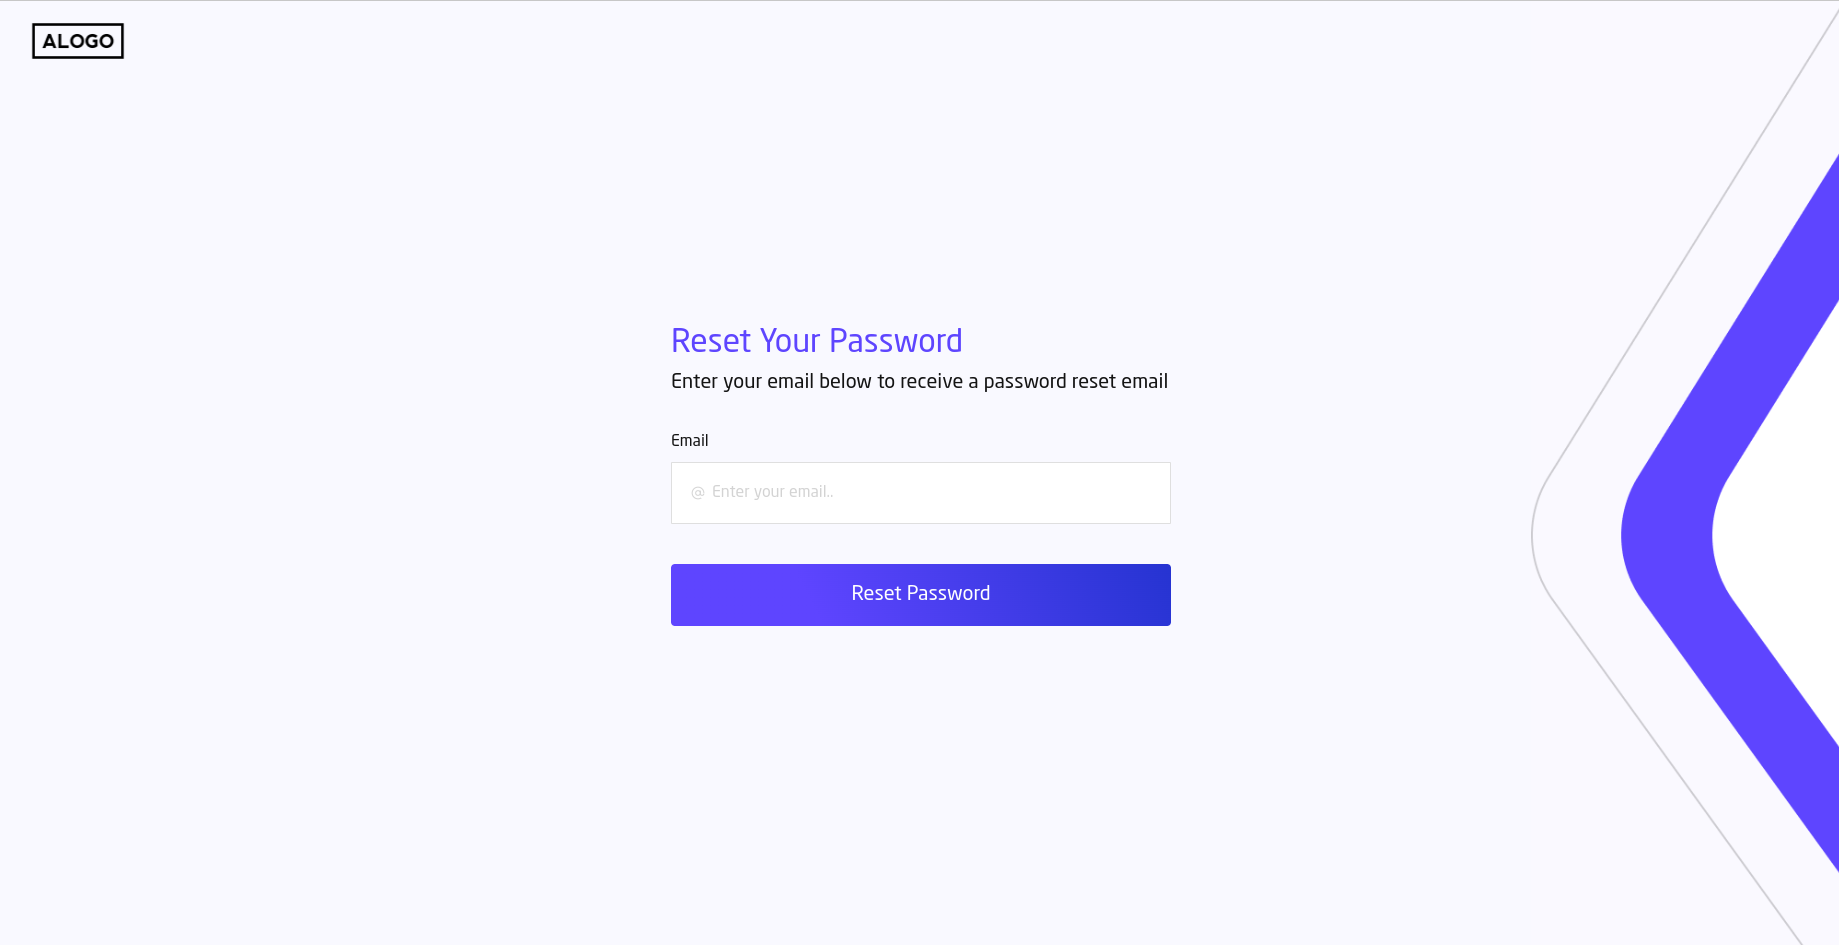 ALOGO
Reset Your Password
Enter your email below to receive a password reset email
Email
@ Enter your email..
Reset Password